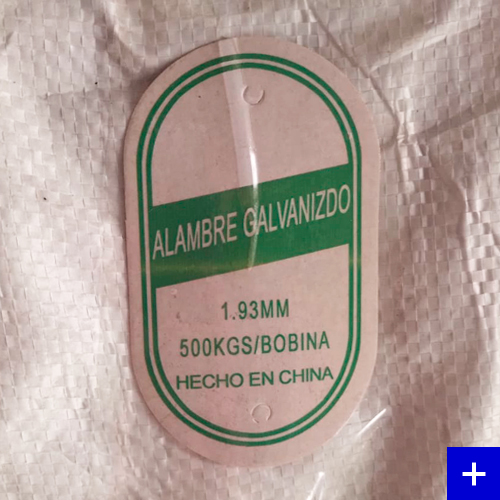 ALAMBRE GALVANIZDO
1.93MM
500KGS/BOBINA
HECHO EN CHINA